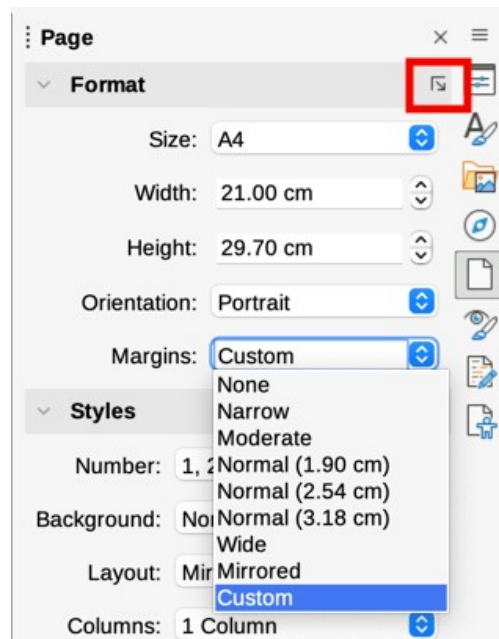 Page
Format
Size: A4
Width: 21.00 cm
Height: 29.70 cm
Orientation: Portrait
Margins: Custom
None
Narrow
Moderate
Normal (1.90 cm)
Normal (2.54 cm)
Normal (3.18 cm)
Wide
Mirrored
Custom
Styles
Number: 1,
Background:
Layout:
Columns: 1 Column